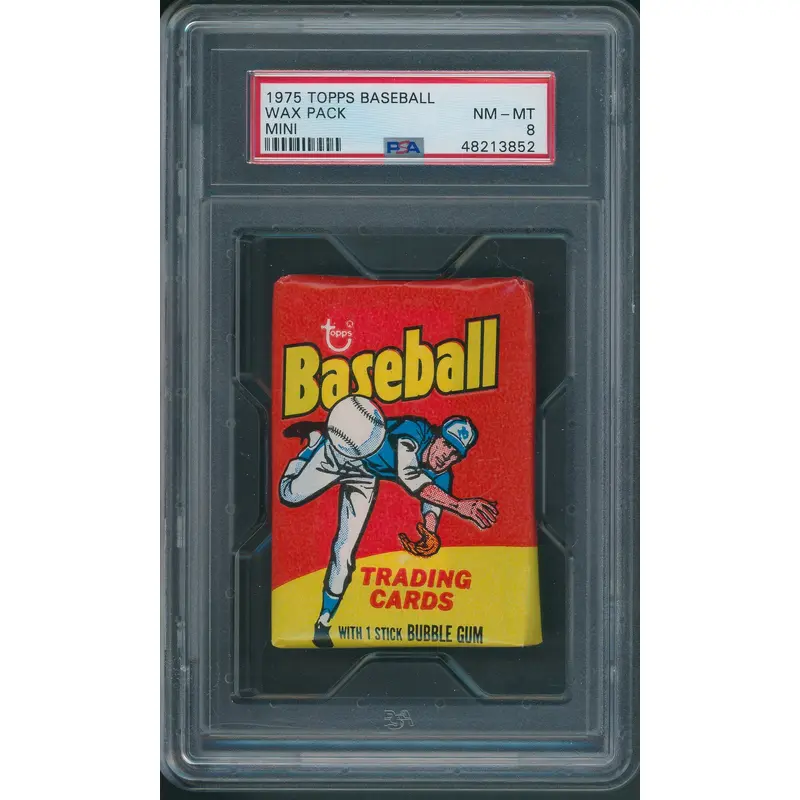 1975 TOPPS BASEBALL
WAX PACK
NM - MT
MINI
8
PSA
48213852
topps®
Baseball
TRADING
CARDS
WITH 1 STICK BUBBLE GUM
PSA